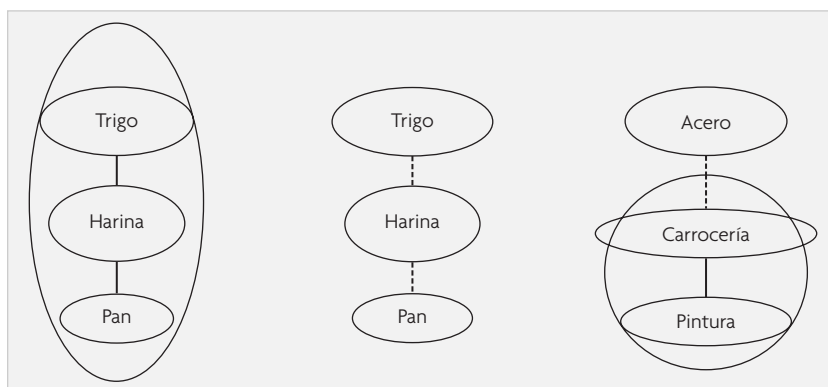 Trigo
Harina
Pan
Trigo
Harina
Pan
Acero
Carrocería
Pintura